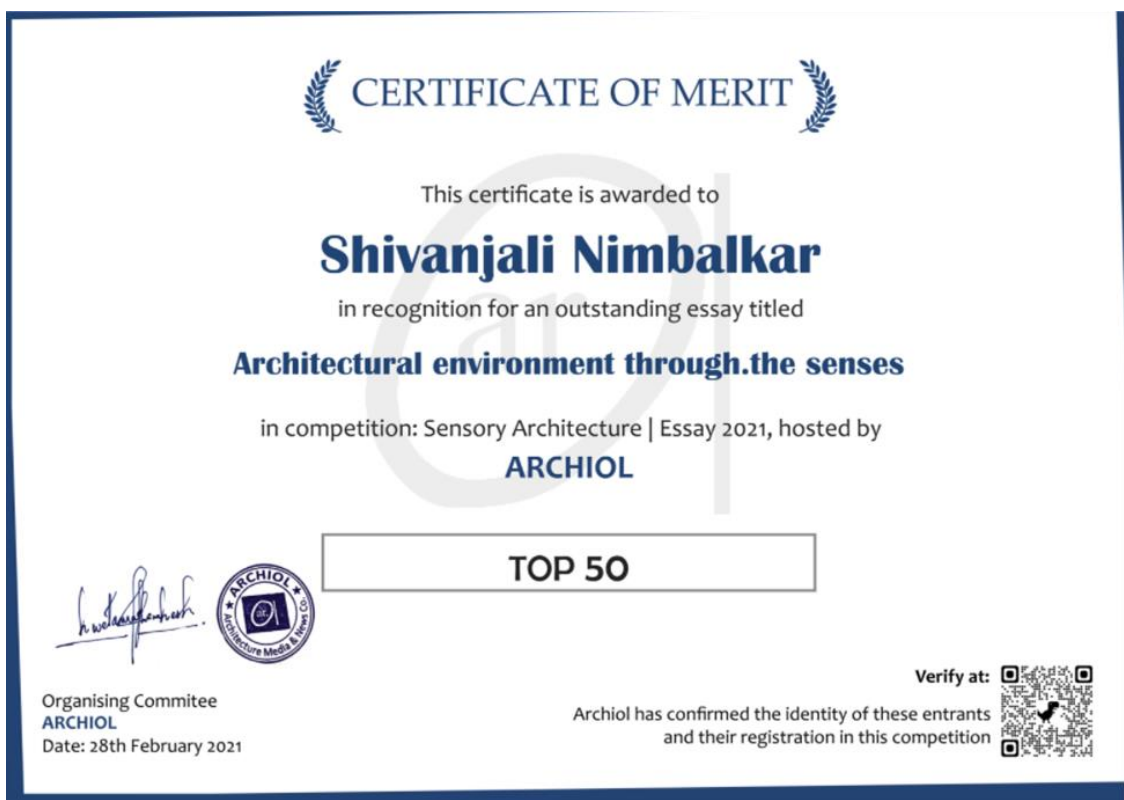 CERTIFICATE OF MERIT
This certificate is awarded to
Shivanjali Nimbalkar
in recognition for an outstanding essay titled
Architectural environment through.the senses
in competition: Sensory Architecture | Essay 2021, hosted by
ARCHIOL
TOP 50
ARCHIOL
ar
Architecture Media & News Co.
Organising Commitee
ARCHIOL
Date: 28th February 2021
Verify at:
Archiol has confirmed the identity of these entrants
and their registration in this competition